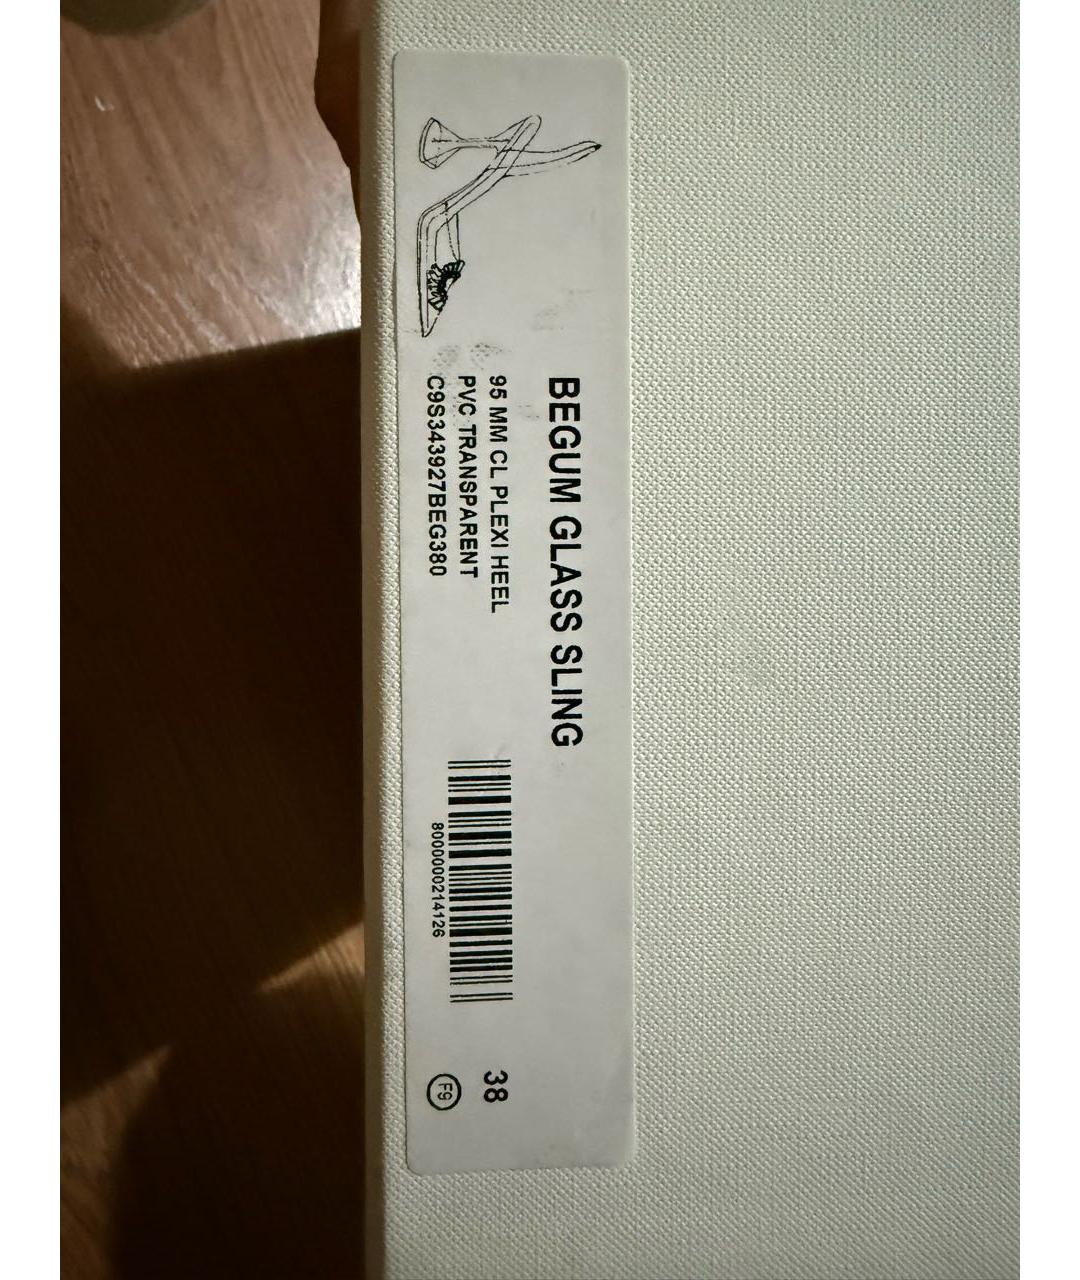 BEGUM GLASS SLING
95 MM CL PLEXI HEEL
PVC TRANSPARENT
C9S343927BEG380
8000000214126
38
F9